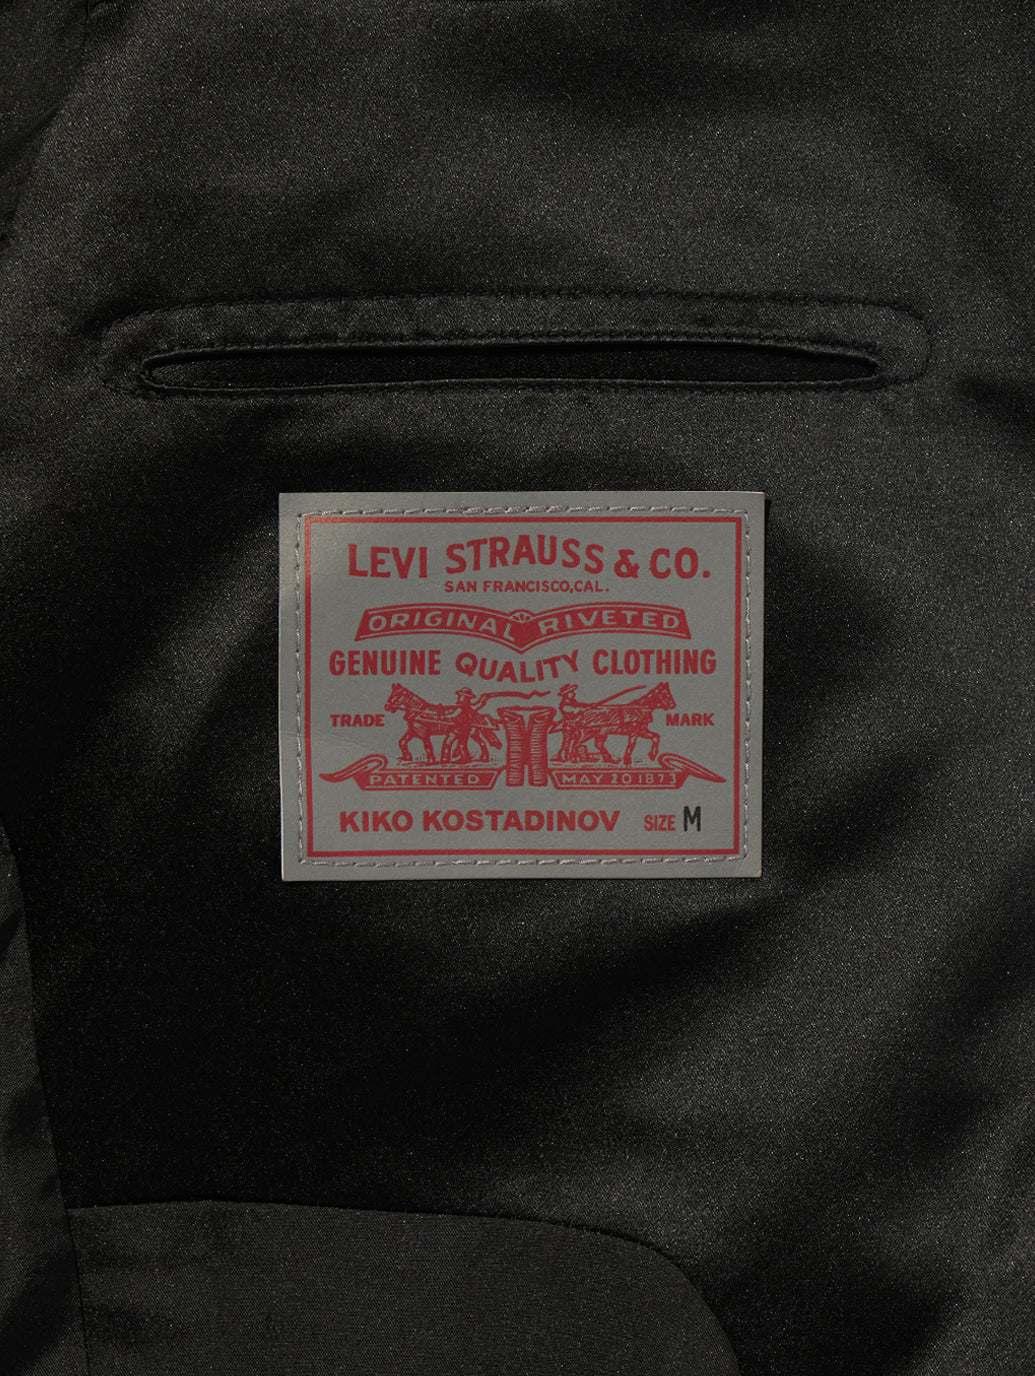 LEVI STRAUSS & CO.
SAN FRANCISCO, CAL.
ORIGINAL RIVETED
GENUINE QUALITY CLOTHING
TRADE MARK
PATENTED MAY 20 1873
KIKO KOSTADINOV SIZE M